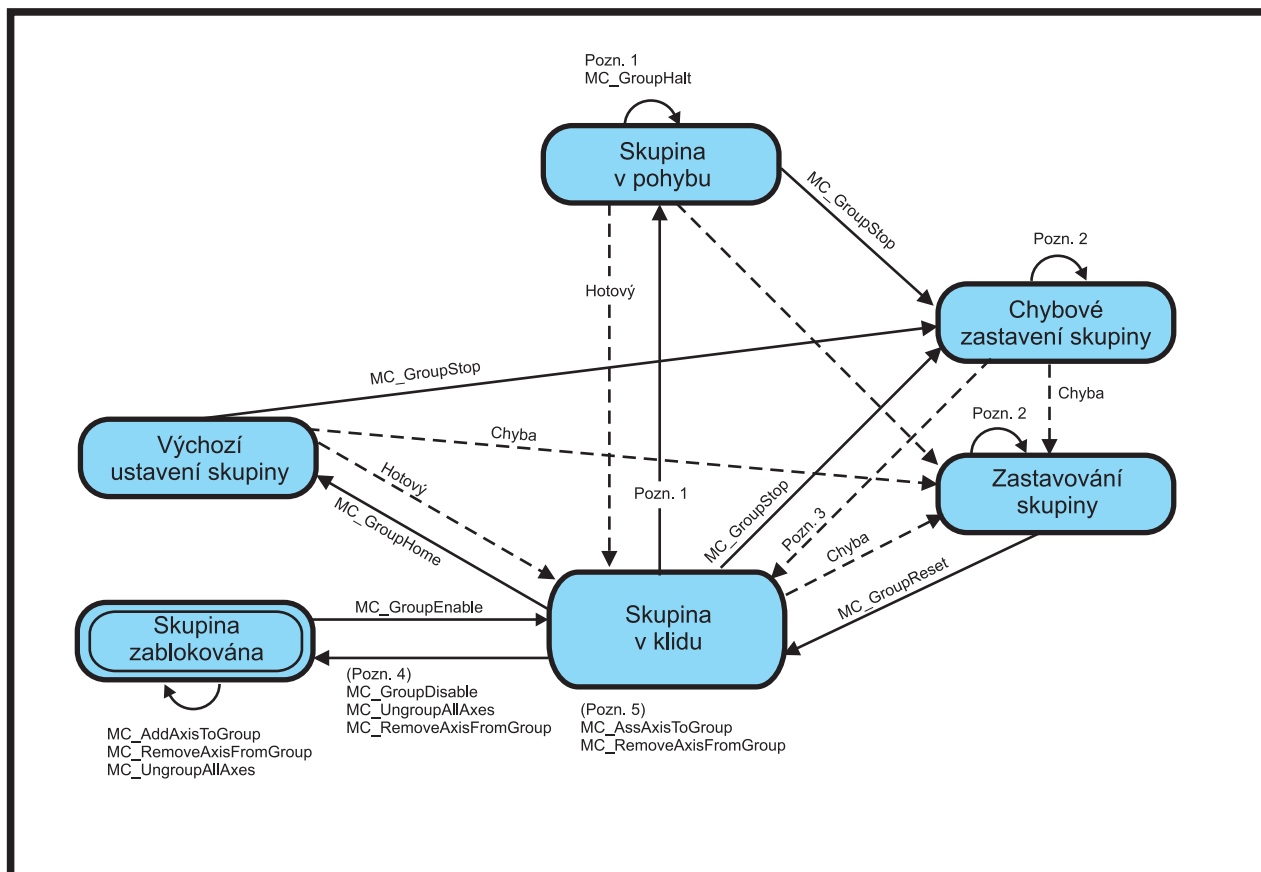 Pozn. 1
MC_GroupHalt
Skupina
v pohybu
MC_GroupStop
Pozn. 2
Hotový
Chybové
zastavení skupiny
MC_GroupStop
Chyba
Pozn. 2
Výchozí
ustavení skupiny
Chyba
Hotový
Zastavování
skupiny
Pozn. 1
MC_GroupStop
Pozn. 3
Chyba
MC_GroupHome
MC_GroupReset
MC_GroupEnable
Skupina
zablokována
Skupina
v klidu
(Pozn. 4)
MC_GroupDisable
MC_UngroupAllAxes
MC_RemoveAxisFromGroup
(Pozn. 5)
MC_AssAxisToGroup
MC_RemoveAxisFromGroup
MC_AddAxisToGroup
MC_RemoveAxisFromGroup
MC_UngroupAllAxes